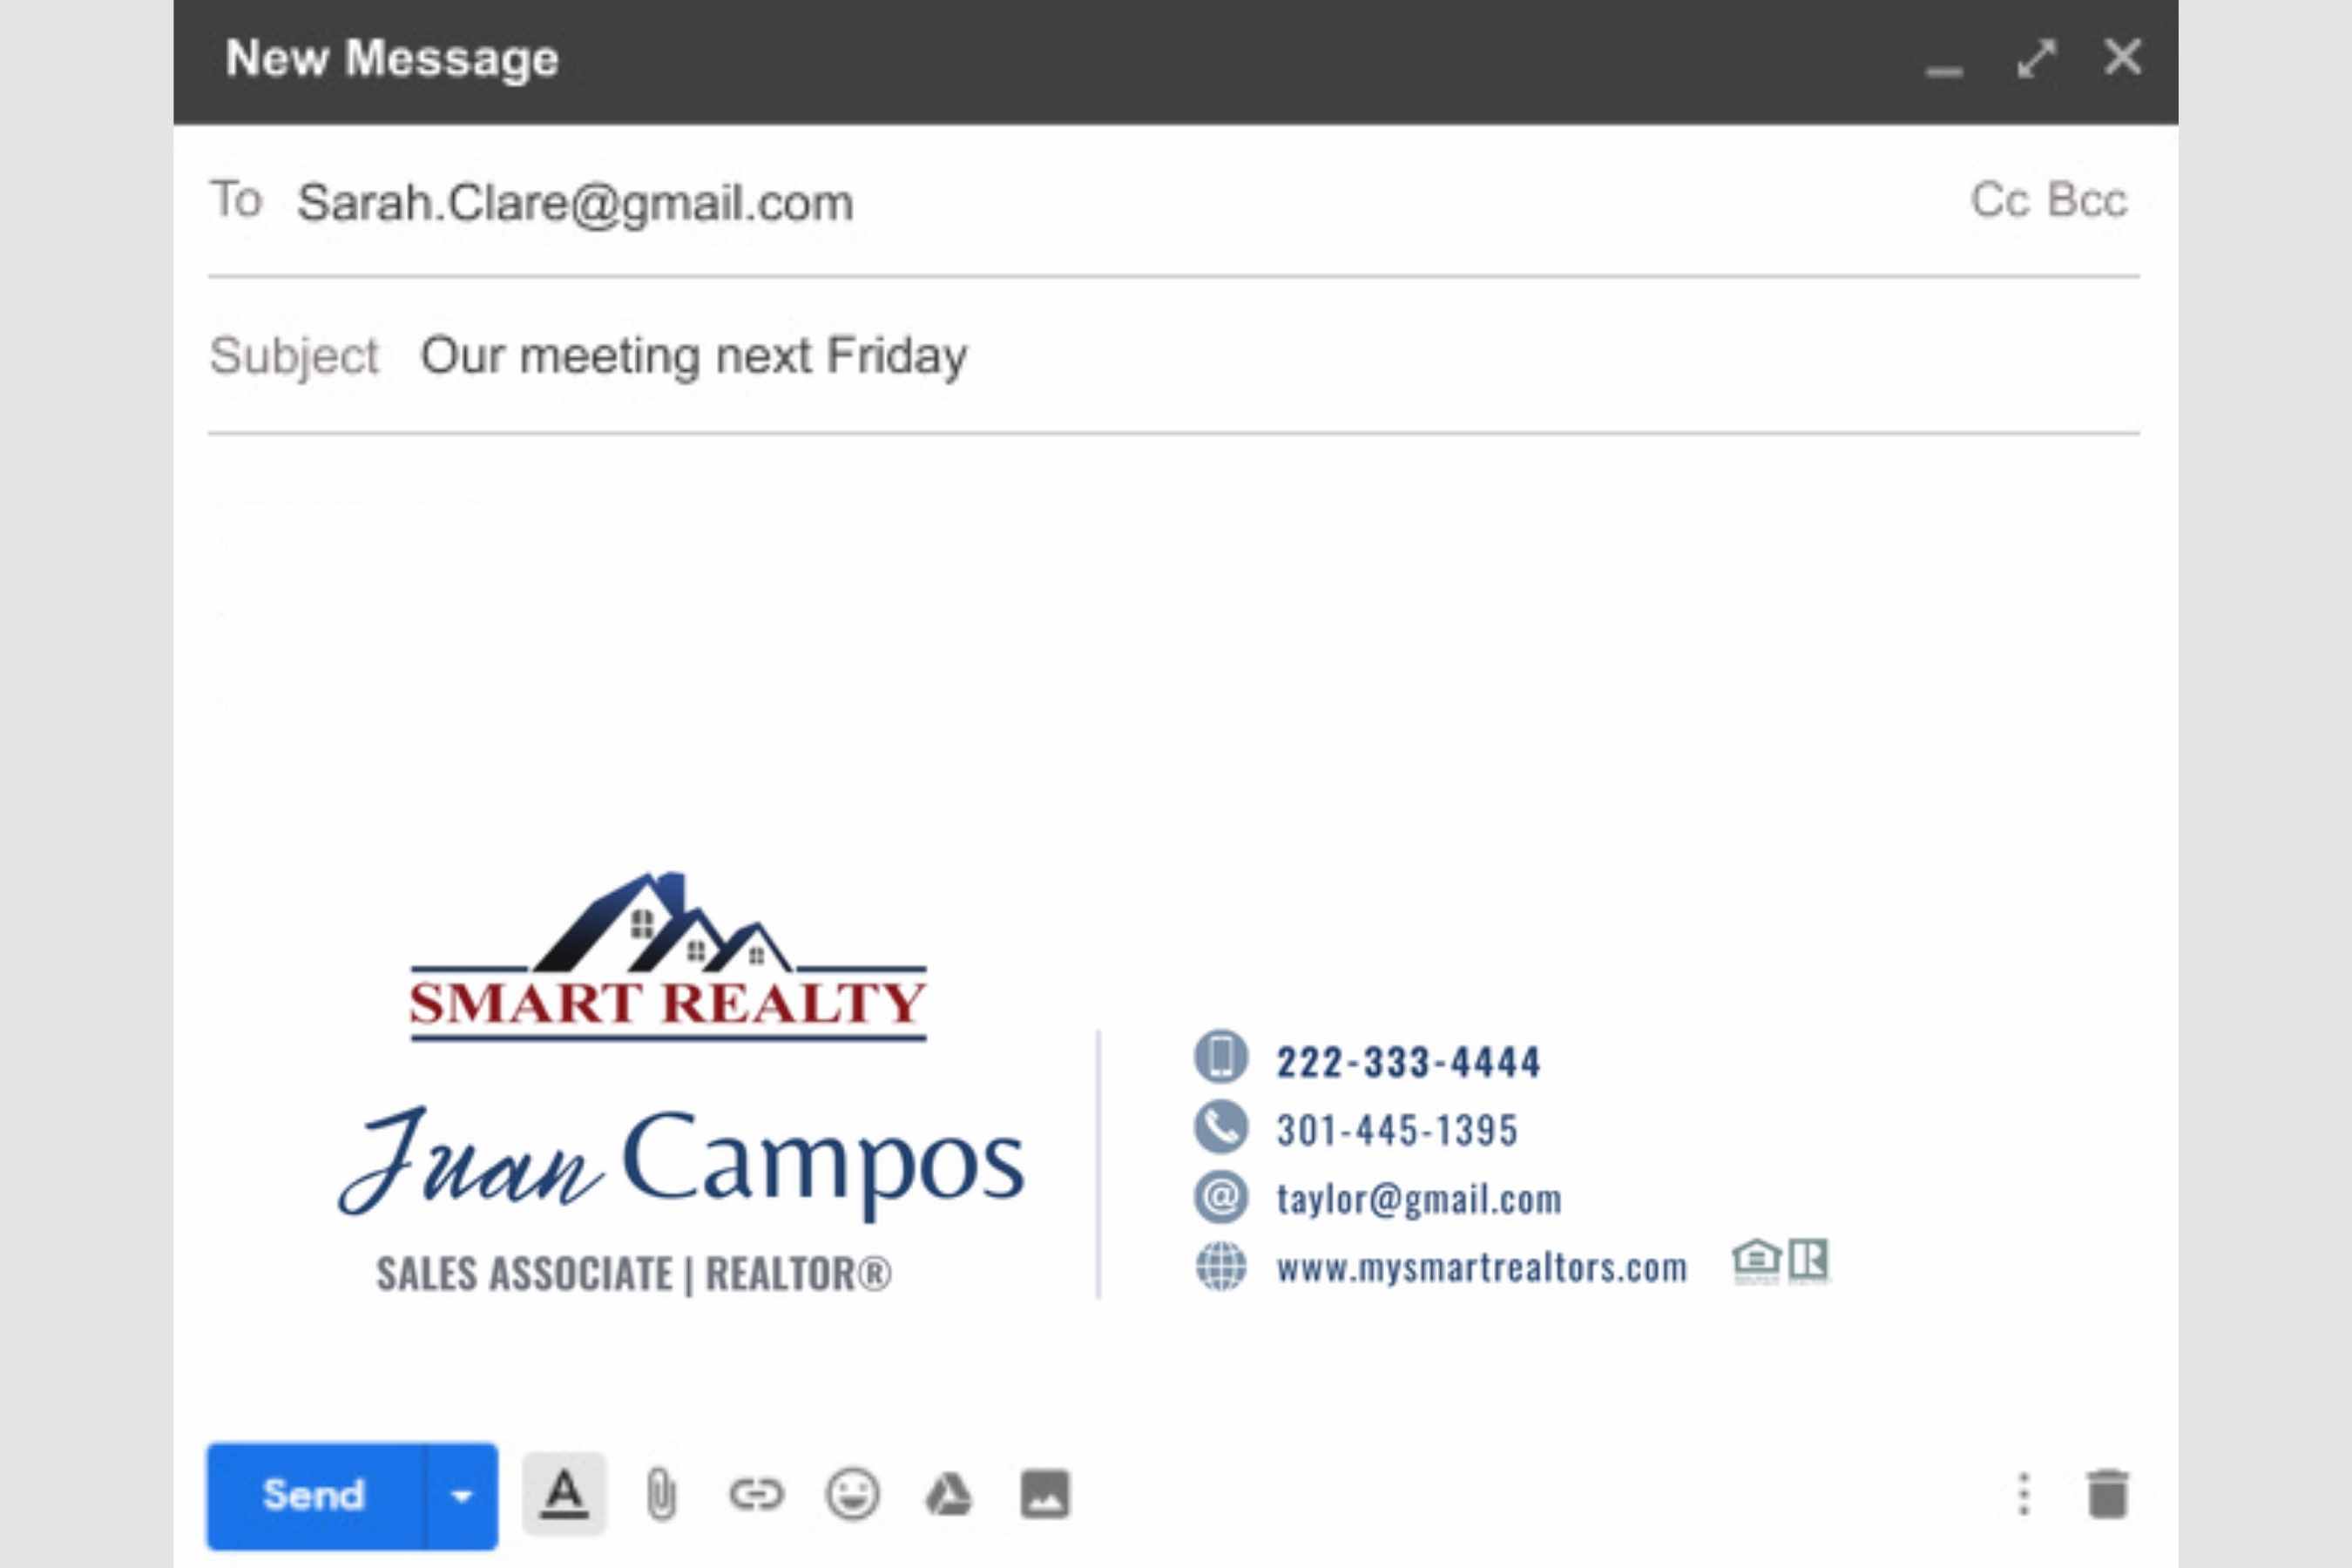 New Message
To Sarah.Clare@gmail.com Cc Bcc
Subject Our meeting next Friday
SMART REALTY
Juan Campos
SALES ASSOCIATE | REALTOR®
222-333-4444
301-445-1395
taylor@gmail.com
www.mysmartrealtors.com
R
Send